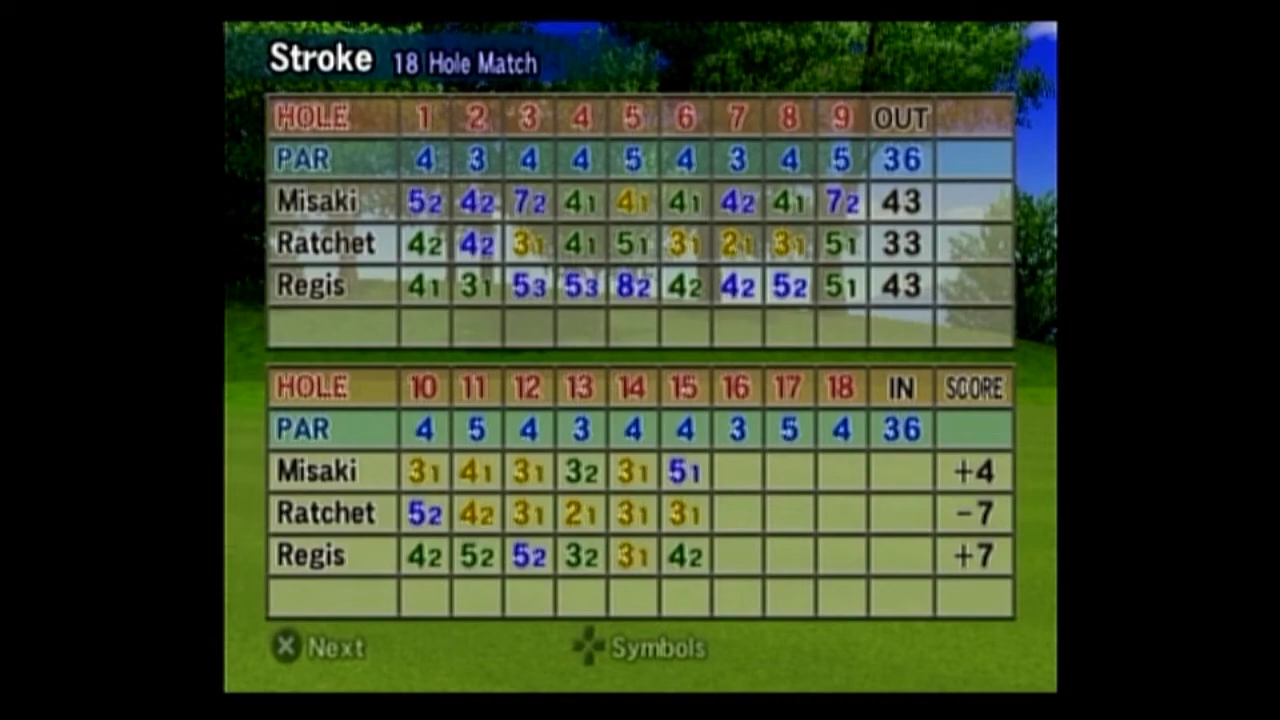 Stroke 18 Hole Match
HOLE 1 2 3 4 5 6 7 8 9 OUT
PAR 4 3 4 4 5 4 3 4 5 36
Misaki 52 42 72 41 41 41 42 41 72 43
Ratchet 42 42 31 41 51 31 21 31 51 33
Regis 41 31 53 53 82 42 42 52 51 43
HOLE 10 11 12 13 14 15 16 17 18 IN SCORE
PAR 4 5 4 3 4 4 3 5 4 36
Misaki 31 41 31 32 31 51 +4
Ratchet 52 42 31 21 31 31 -7
Regis 42 52 52 32 31 42 +7
Next Symbols